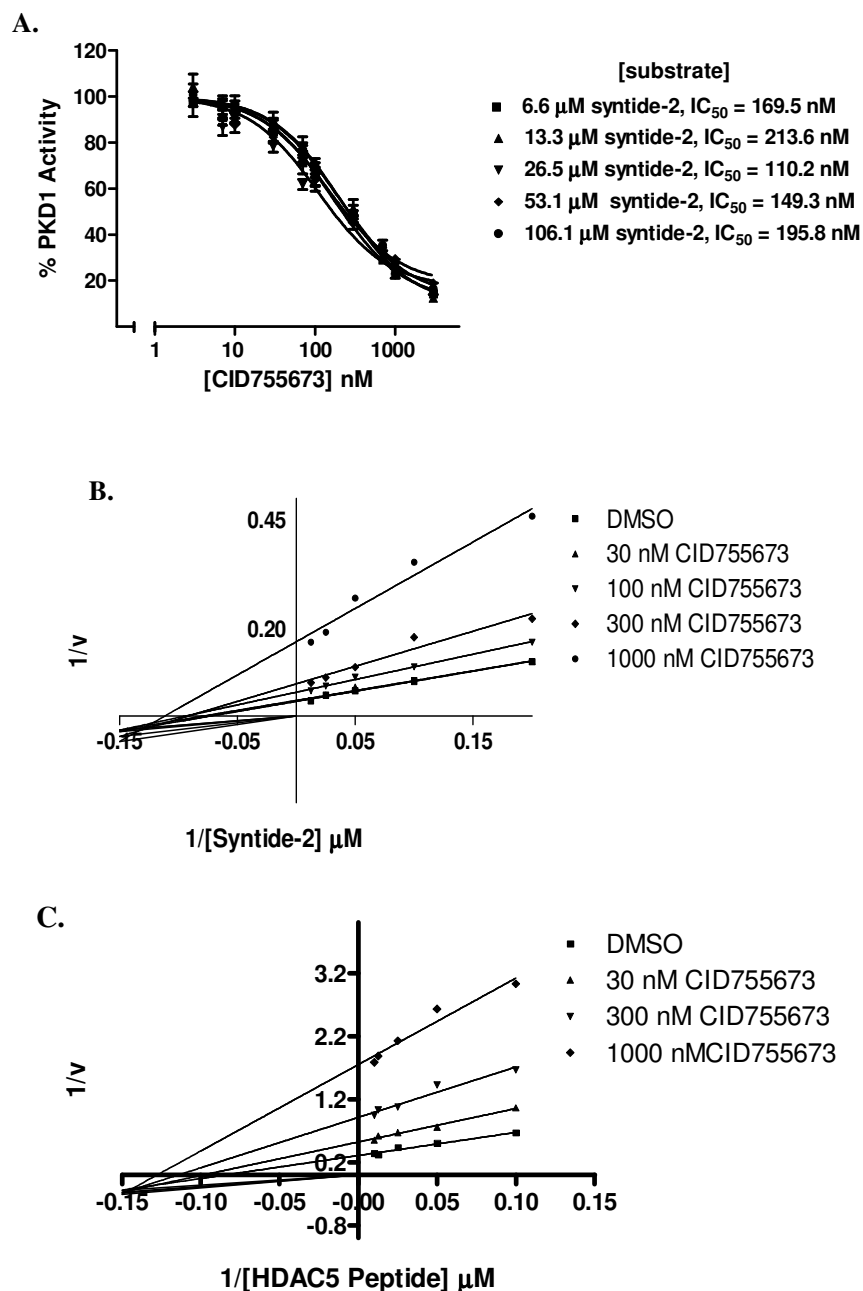 A.
120
100
80
60
40
20
% PKD1 Activity
1
10
100
1000
[CID755673] nM
[substrate]
6.6 μM syntide-2, IC50 = 169.5 nM
13.3 μM syntide-2, IC50 = 213.6 nM
26.5 μM syntide-2, IC50 = 110.2 nM
53.1 μM syntide-2, IC50 = 149.3 nM
106.1 μM syntide-2, IC50 = 195.8 nM
B.
0.45
0.20
1/v
-0.15
-0.05
0.05
0.15
1/[Syntide-2] μM
DMSO
30 nM CID755673
100 nM CID755673
300 nM CID755673
1000 nM CID755673
C.
3.2
2.2
1.2
0.2
-0.8
1/v
-0.15
-0.10
-0.05
-0.00
0.05
0.10
0.15
1/[HDAC5 Peptide] μM
DMSO
30 nM CID755673
300 nM CID755673
1000 nMCID755673